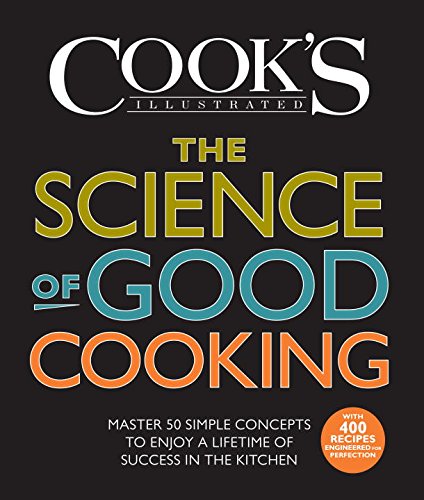 COOK'S
ILLUSTRATED
THE
SCIENCE
OF GOOD
COOKING
MASTER 50 SIMPLE CONCEPTS
TO ENJOY A LIFETIME OF
SUCCESS IN THE KITCHEN
WITH
400
RECIPES
ENGINEERED FOR
PERFECTION